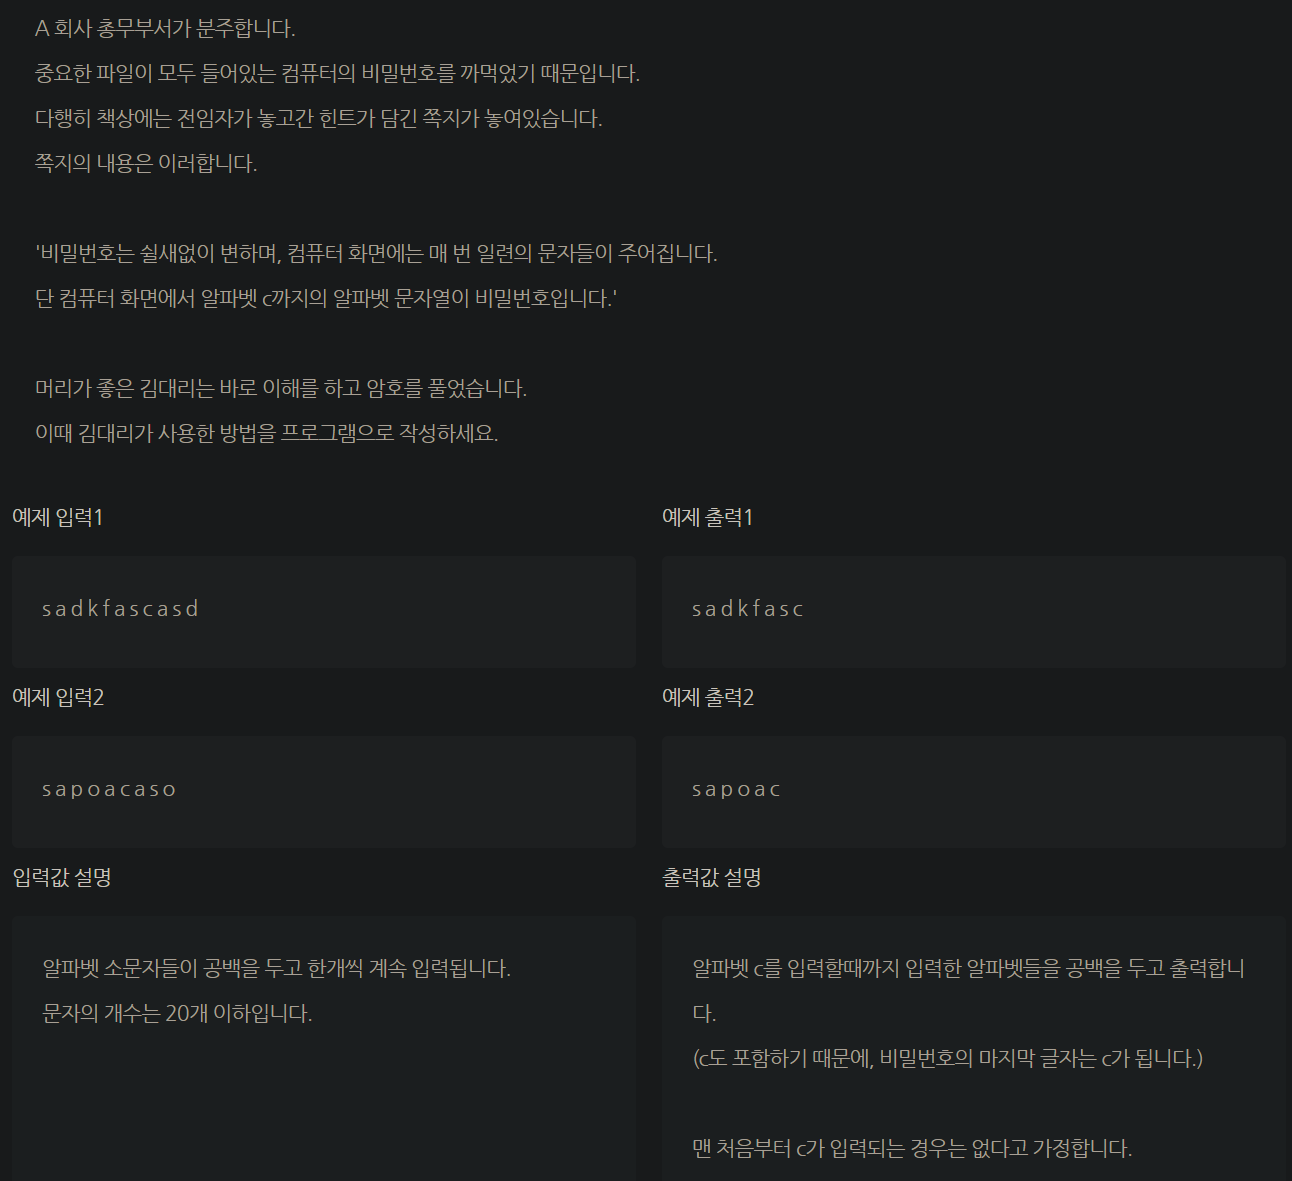 A 회사 총무부서가 분주합니다.
중요한 파일이 모두 들어있는 컴퓨터의 비밀번호를 까먹었기 때문입니다.
다행히 책상에는 전임자가 놓고간 힌트가 담긴 쪽지가 놓여있습니다.
쪽지의 내용은 이러합니다.
'비밀번호는 쉴새없이 변하며, 컴퓨터 화면에는 매 번 일련의 문자들이 주어집니다.
단 컴퓨터 화면에서 알파벳 c까지의 알파벳 문자열이 비밀번호입니다.'
머리가 좋은 김대리는 바로 이해를 하고 암호를 풀었습니다.
이때 김대리가 사용한 방법을 프로그램으로 작성하세요.
예제 입력1
예제 출력1
s a d k f a s c a s d
s a d k f a s c
예제 입력2
예제 출력2
s a p o a c a s o
s a p o a c
입력값 설명
출력값 설명
알파벳 소문자들이 공백을 두고 한개씩 계속 입력됩니다.
문자의 개수는 20개 이하입니다.
알파벳 c를 입력할때까지 입력한 알파벳들을 공백을 두고 출력합니
다.
(c도 포함하기 때문에, 비밀번호의 마지막 글자는 c가 됩니다.)
맨 처음부터 c가 입력되는 경우는 없다고 가정합니다.